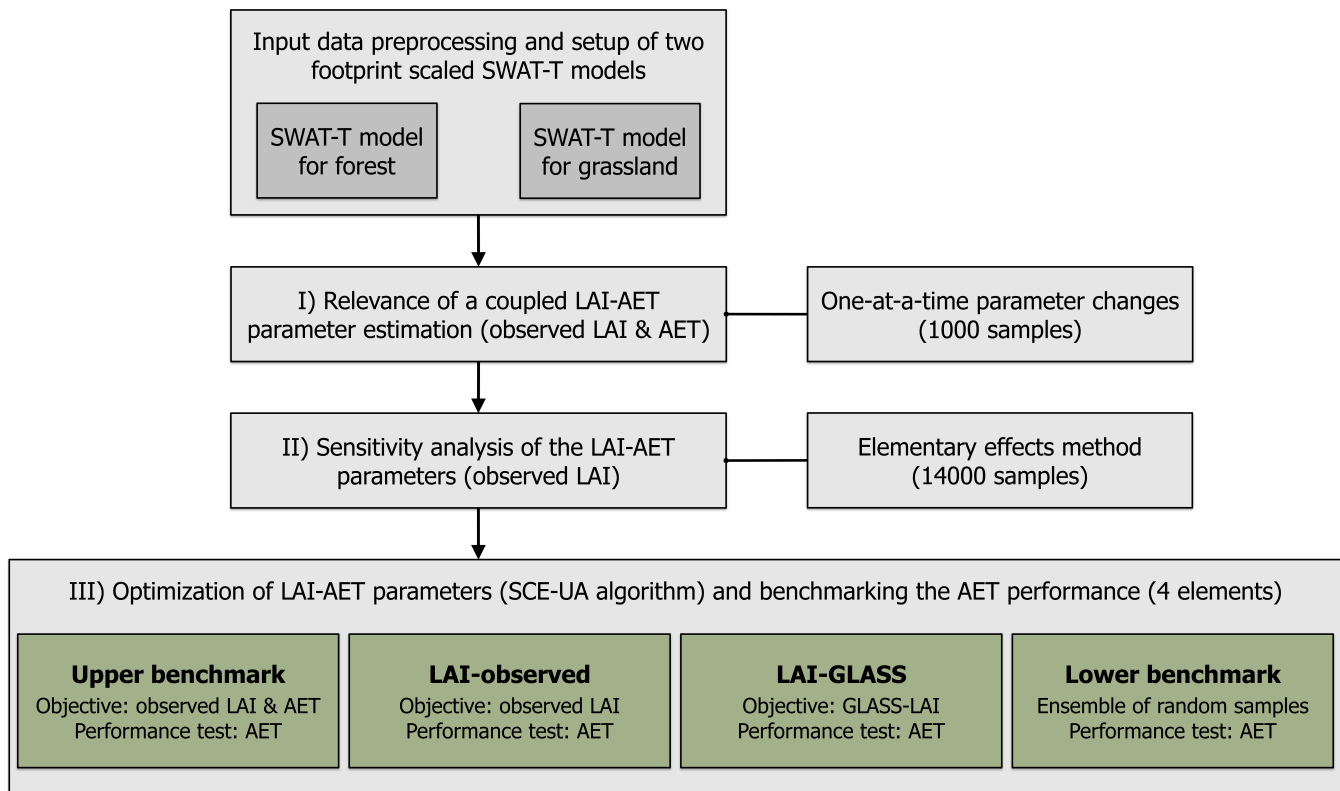 Input data preprocessing and setup of two
footprint scaled SWAT-T models
SWAT-T model
for forest
SWAT-T model
for grassland
I) Relevance of a coupled LAI-AET
parameter estimation (observed LAI & AET)
One-at-a-time parameter changes
(1000 samples)
II) Sensitivity analysis of the LAI-AET
parameters (observed LAI)
Elementary effects method
(14000 samples)
III) Optimization of LAI-AET parameters (SCE-UA algorithm) and benchmarking the AET performance (4 elements)
Upper benchmark
Objective: observed LAI & AET
Performance test: AET
LAI-observed
Objective: observed LAI
Performance test: AET
LAI-GLASS
Objective: GLASS-LAI
Performance test: AET
Lower benchmark
Ensemble of random samples
Performance test: AET